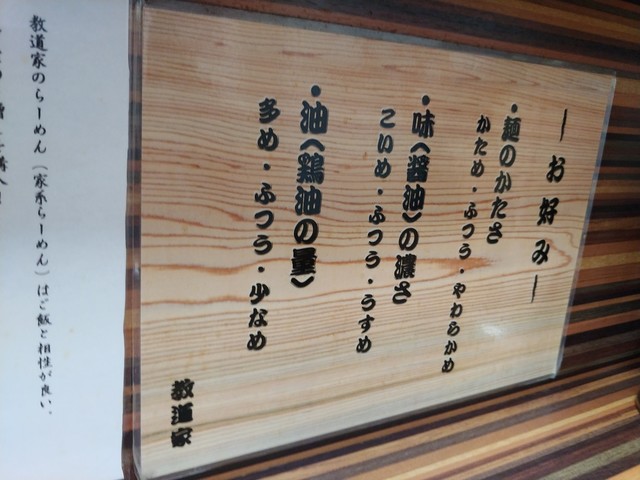 ―お好み―
・麺のかたさ
かため・ふつう・やわらかめ
・味(醤油)の濃さ
こいめ・ふつう・うすめ
・油(鶏油の量)
多め・ふつう・少なめ
教道家
教道家のらーめん(家系らーめん)はご飯と相性が良い、